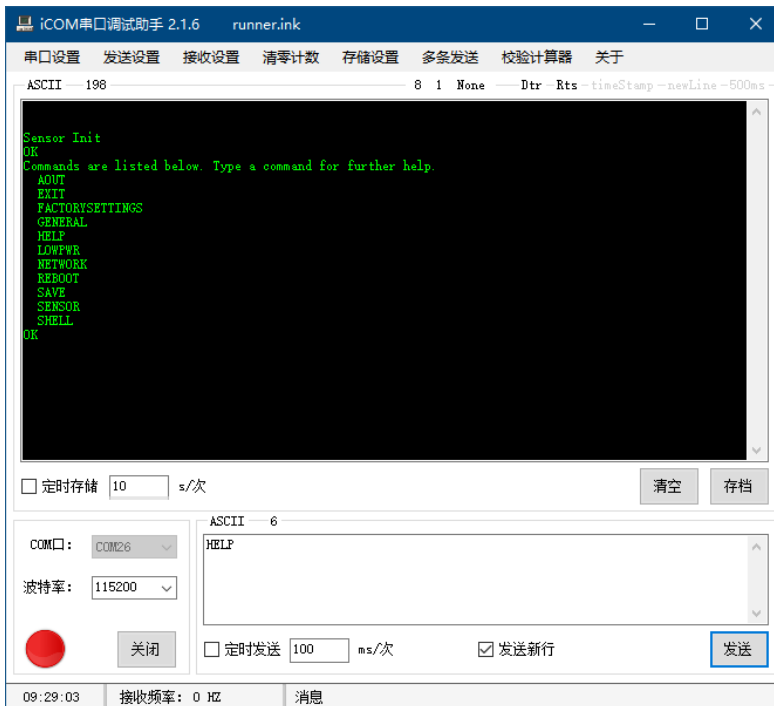 iCOM串口调试助手 2.1.6 runner.ink
串口设置 发送设置 接收设置 清零计数 存储设置 多条发送 校验计算器 关于
ASCII 198 8 1 None Dtr Rts timeStamp newLine 500ms
Sensor Init
OK
Commands are listed below. Type a command for further help.
AOUT
EXIT
FACTORYSETTINGS
GENERAL
HELP
LOWPWR
NETWORK
REBOOT
SAVE
SENSOR
SHELL
OK
定时存储 10 s/次 清空 存档
ASCII 6
COM口: COM26
HELP
波特率: 115200
关闭 定时发送 100 ms/次 发送新行 发送
09:29:03 接收频率: 0 HZ 消息